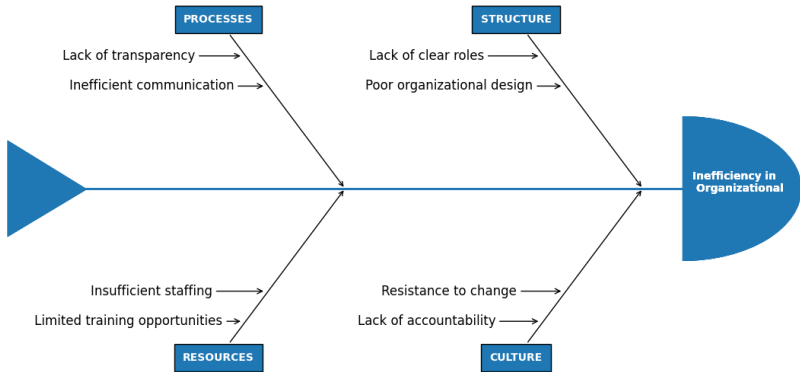 PROCESSES
STRUCTURE
Lack of transparency
Inefficient communication
Lack of clear roles
Poor organizational design
Inefficiency in
Organizational
Insufficient staffing
Limited training opportunities
Resistance to change
Lack of accountability
RESOURCES
CULTURE